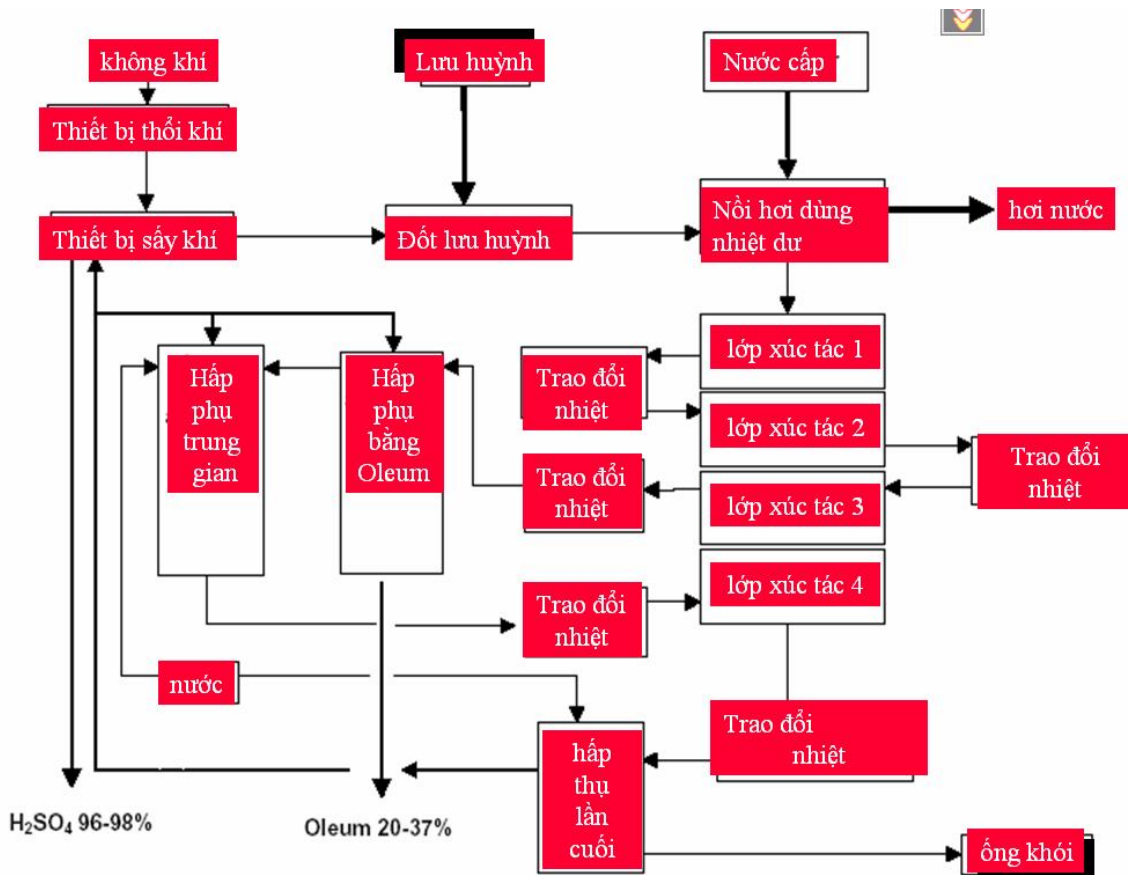 không khí
Lưu huỳnh
Nước cấp
Thiết bị thổi khí
Thiết bị sấy khí
Đốt lưu huỳnh
Nồi hơi dùng
nhiệt dư
hơi nước
lớp xúc tác 1
Trao đổi
nhiệt
Hấp
phụ
trung
gian
Hấp
phụ
bằng
Oleum
lớp xúc tác 2
Trao đổi
nhiệt
Trao đổi
nhiệt
lớp xúc tác 3
lớp xúc tác 4
Trao đổi
nhiệt
nước
Trao đổi
nhiệt
hấp
thụ
lần
cuối
H₂SO₄ 96-98%
Oleum 20-37%
ống khói